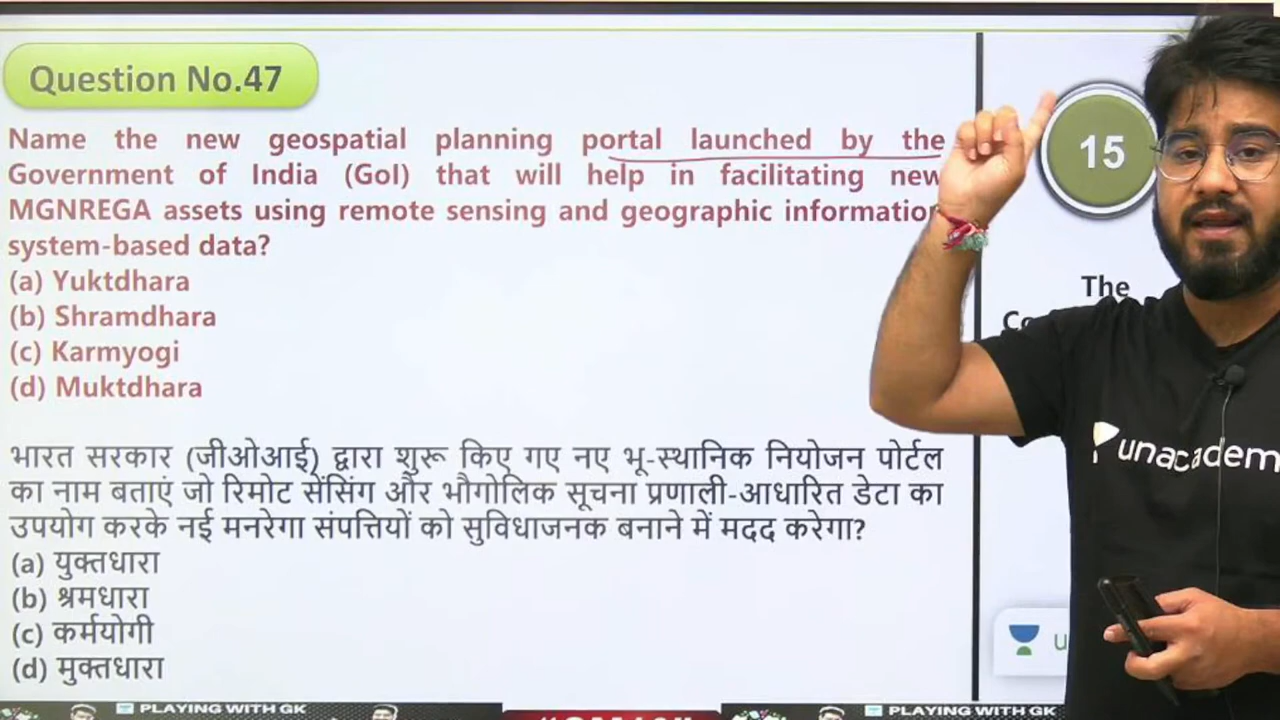 Question No.47
15
Name the new geospatial planning portal launched by the
Government of India (GoI) that will help in facilitating new
MGNREGA assets using remote sensing and geographic information
system-based data?
(a) Yuktdhara
(b) Shramdhara
(c) Karmyogi
(d) Muktdhara
The
भारत सरकार (जीओआई) द्वारा शुरू किए गए नए भू-स्थानिक नियोजन पोर्टल
का नाम बताएं जो रिमोट सेंसिंग और भौगोलिक सूचना प्रणाली-आधारित डेटा का
उपयोग करके नई मनरेगा संपत्तियों को सुविधाजनक बनाने में मदद करेगा?
(a) युक्तधारा
(b) श्रमधारा
(c) कर्मयोगी
(d) मुक्तधारा
unacadem
PLAYING WITH GK
PLAYING WITH GK